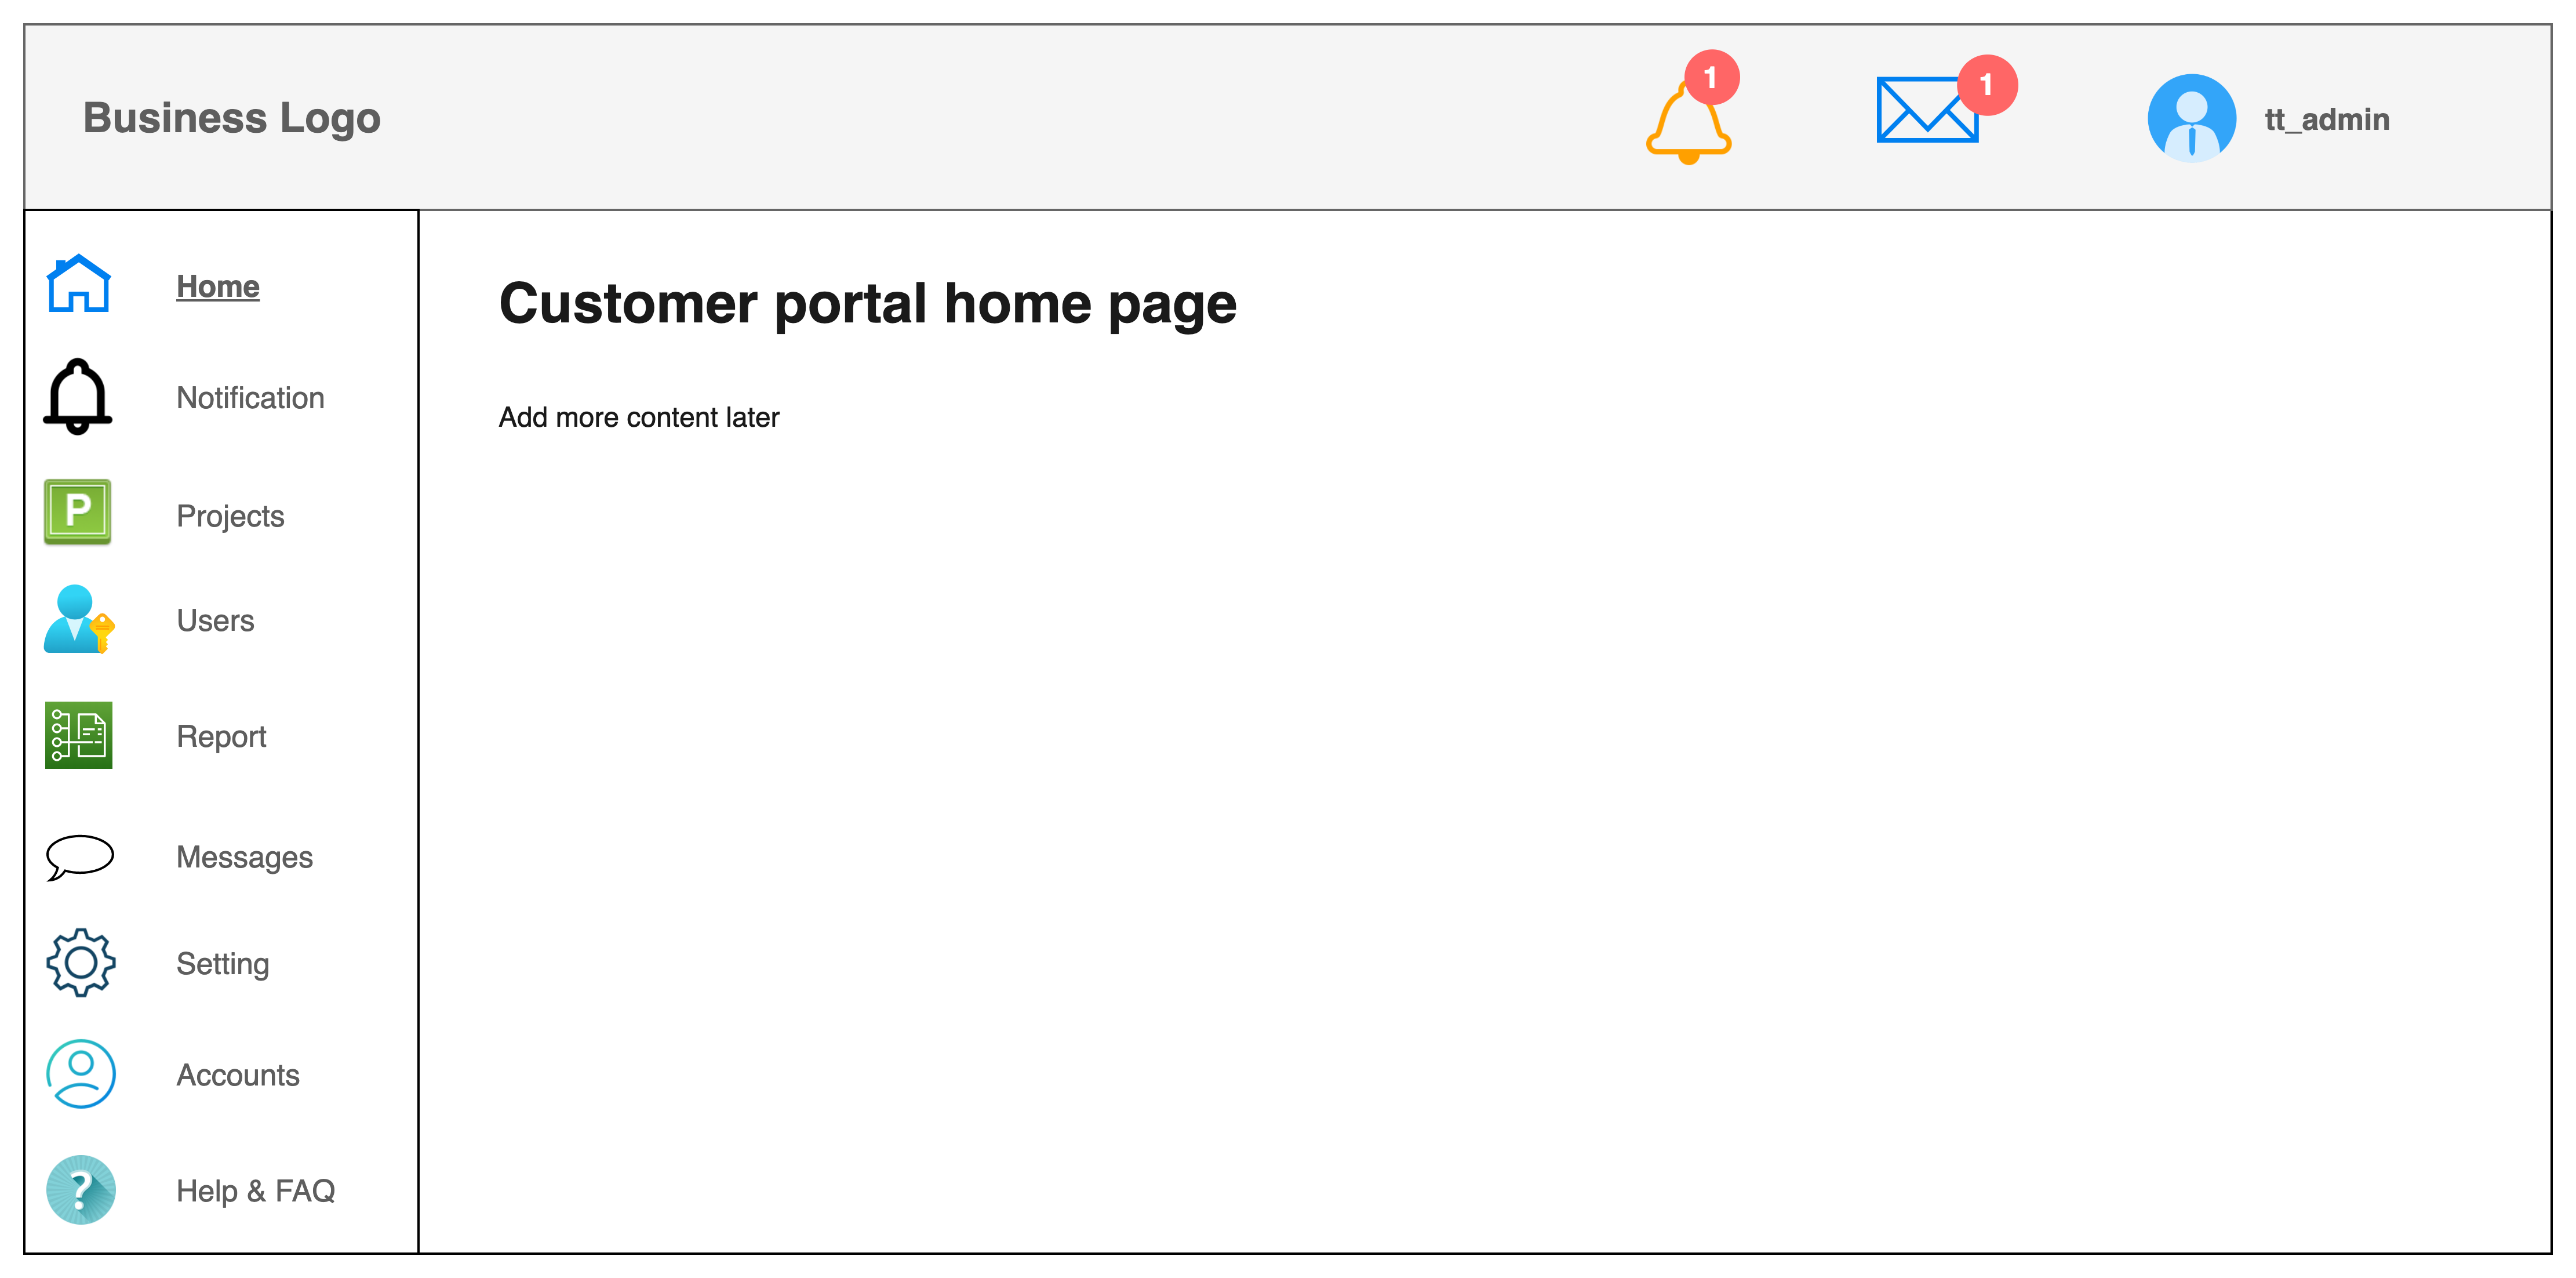 Business Logo
1
1
tt_admin
Home
Notification
P
Projects
Users
Report
Messages
Setting
Accounts
?
Help & FAQ
Customer portal home page
Add more content later